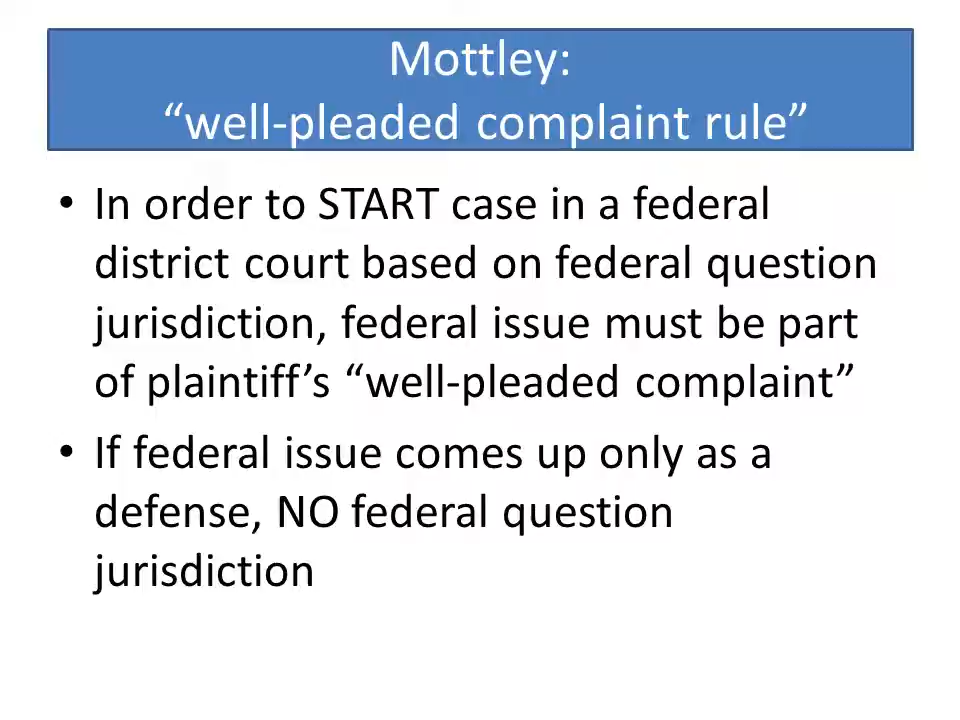 Mottley:
“well-pleaded complaint rule”
• In order to START case in a federal
district court based on federal question
jurisdiction, federal issue must be part
of plaintiff’s “well-pleaded complaint”
• If federal issue comes up only as a
defense, NO federal question
jurisdiction